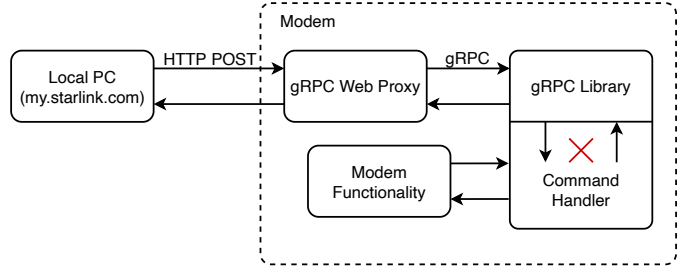 Modem
HTTP POST
gRPC
Local PC
(my.starlink.com)
gRPC Web Proxy
gRPC Library
Modem
Functionality
Command
Handler